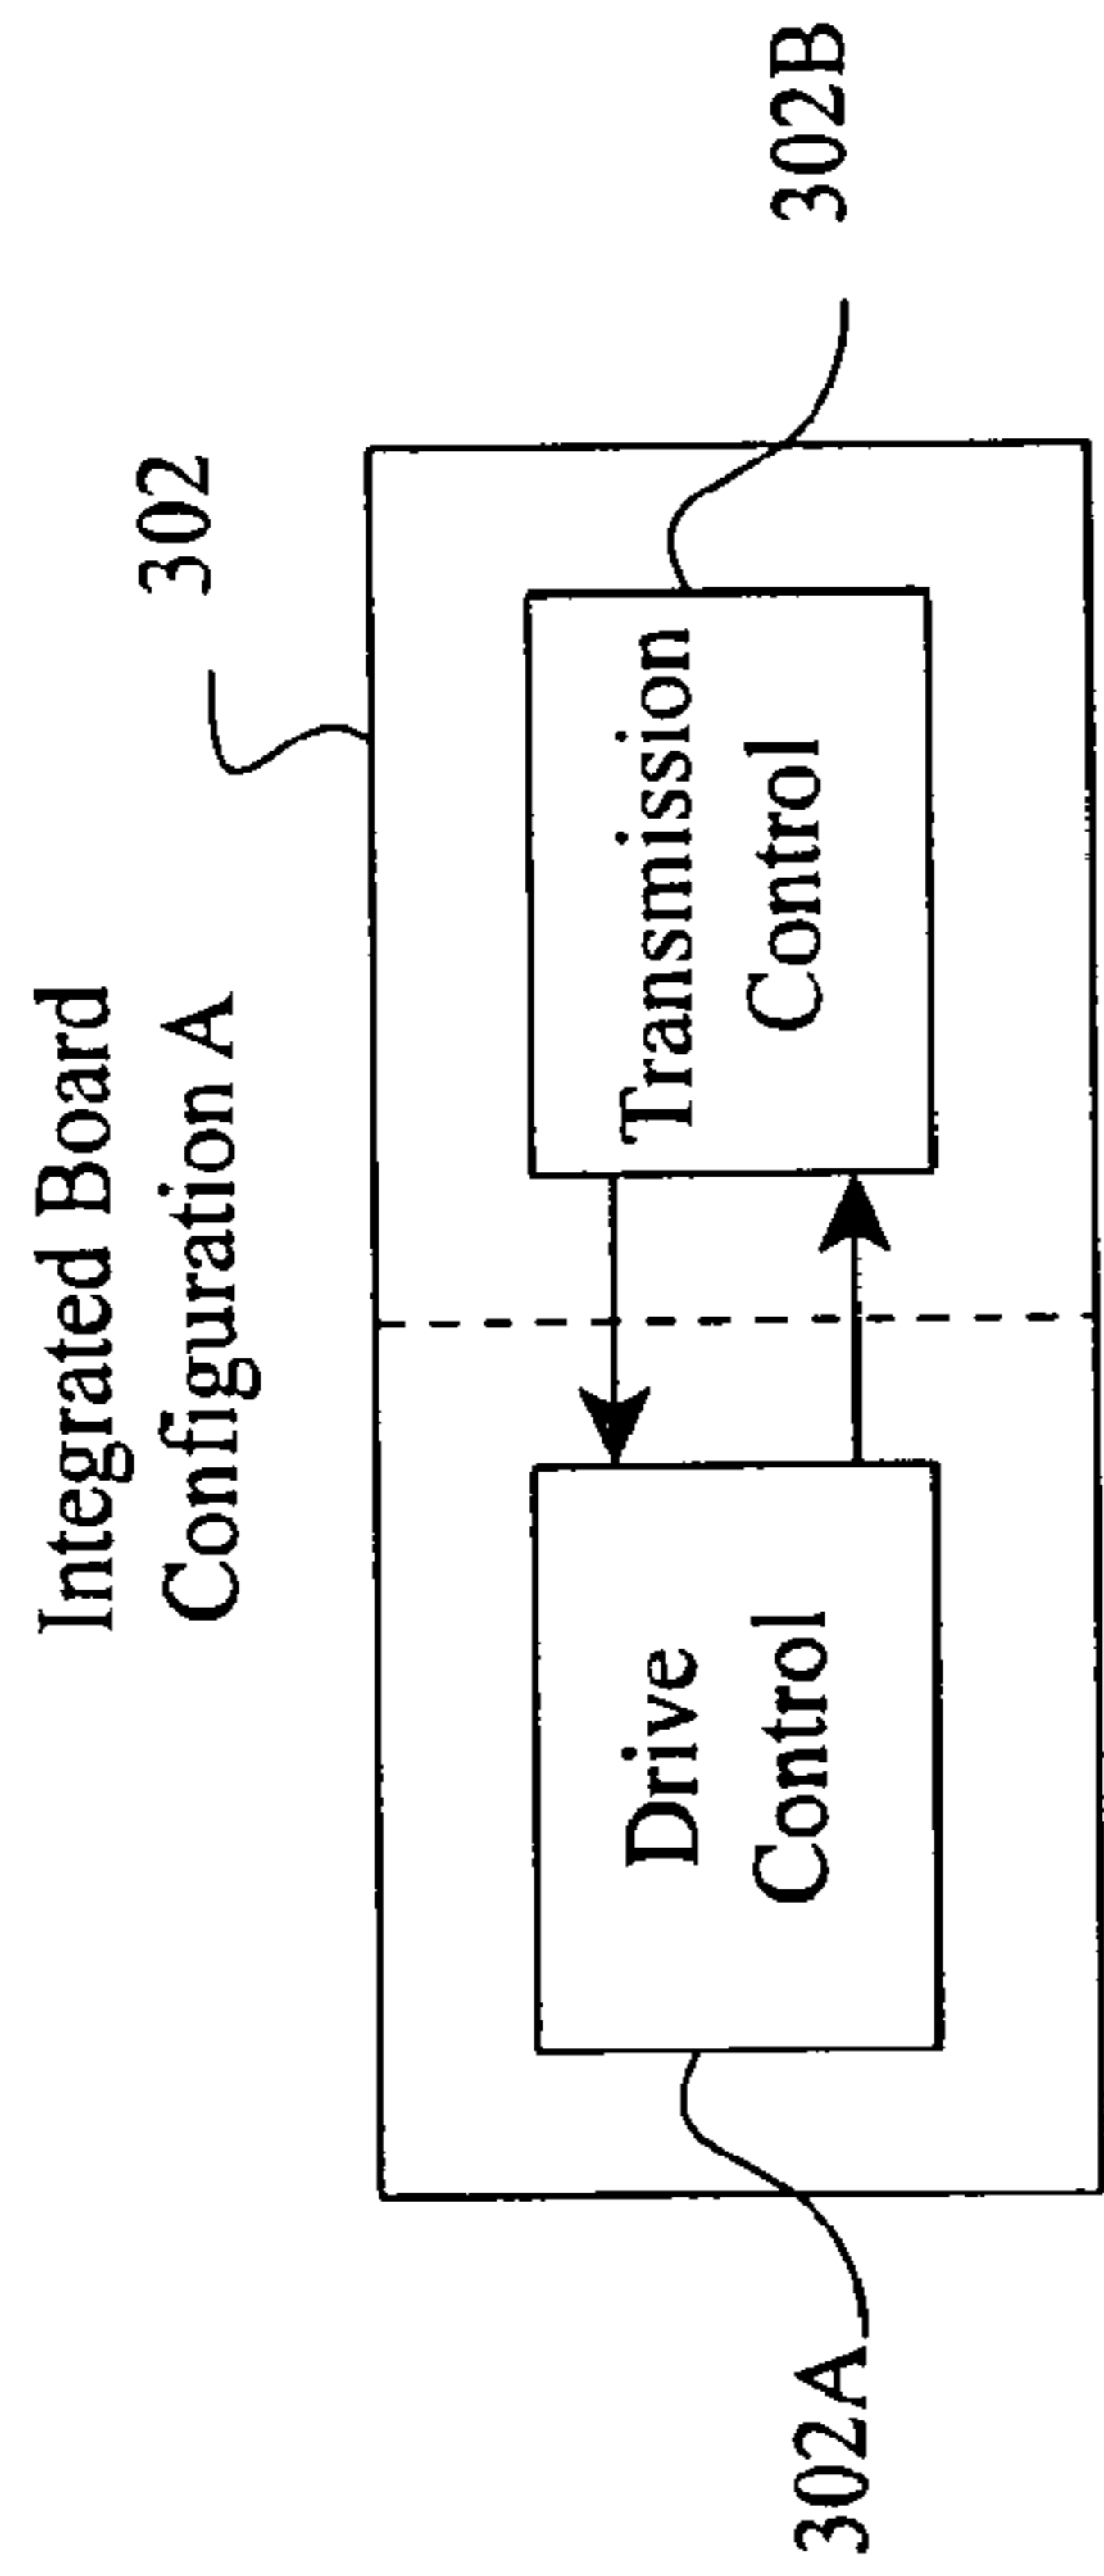 Integrated Board
Configuration A
302
Drive
Control
Transmission
Control
302A
302B